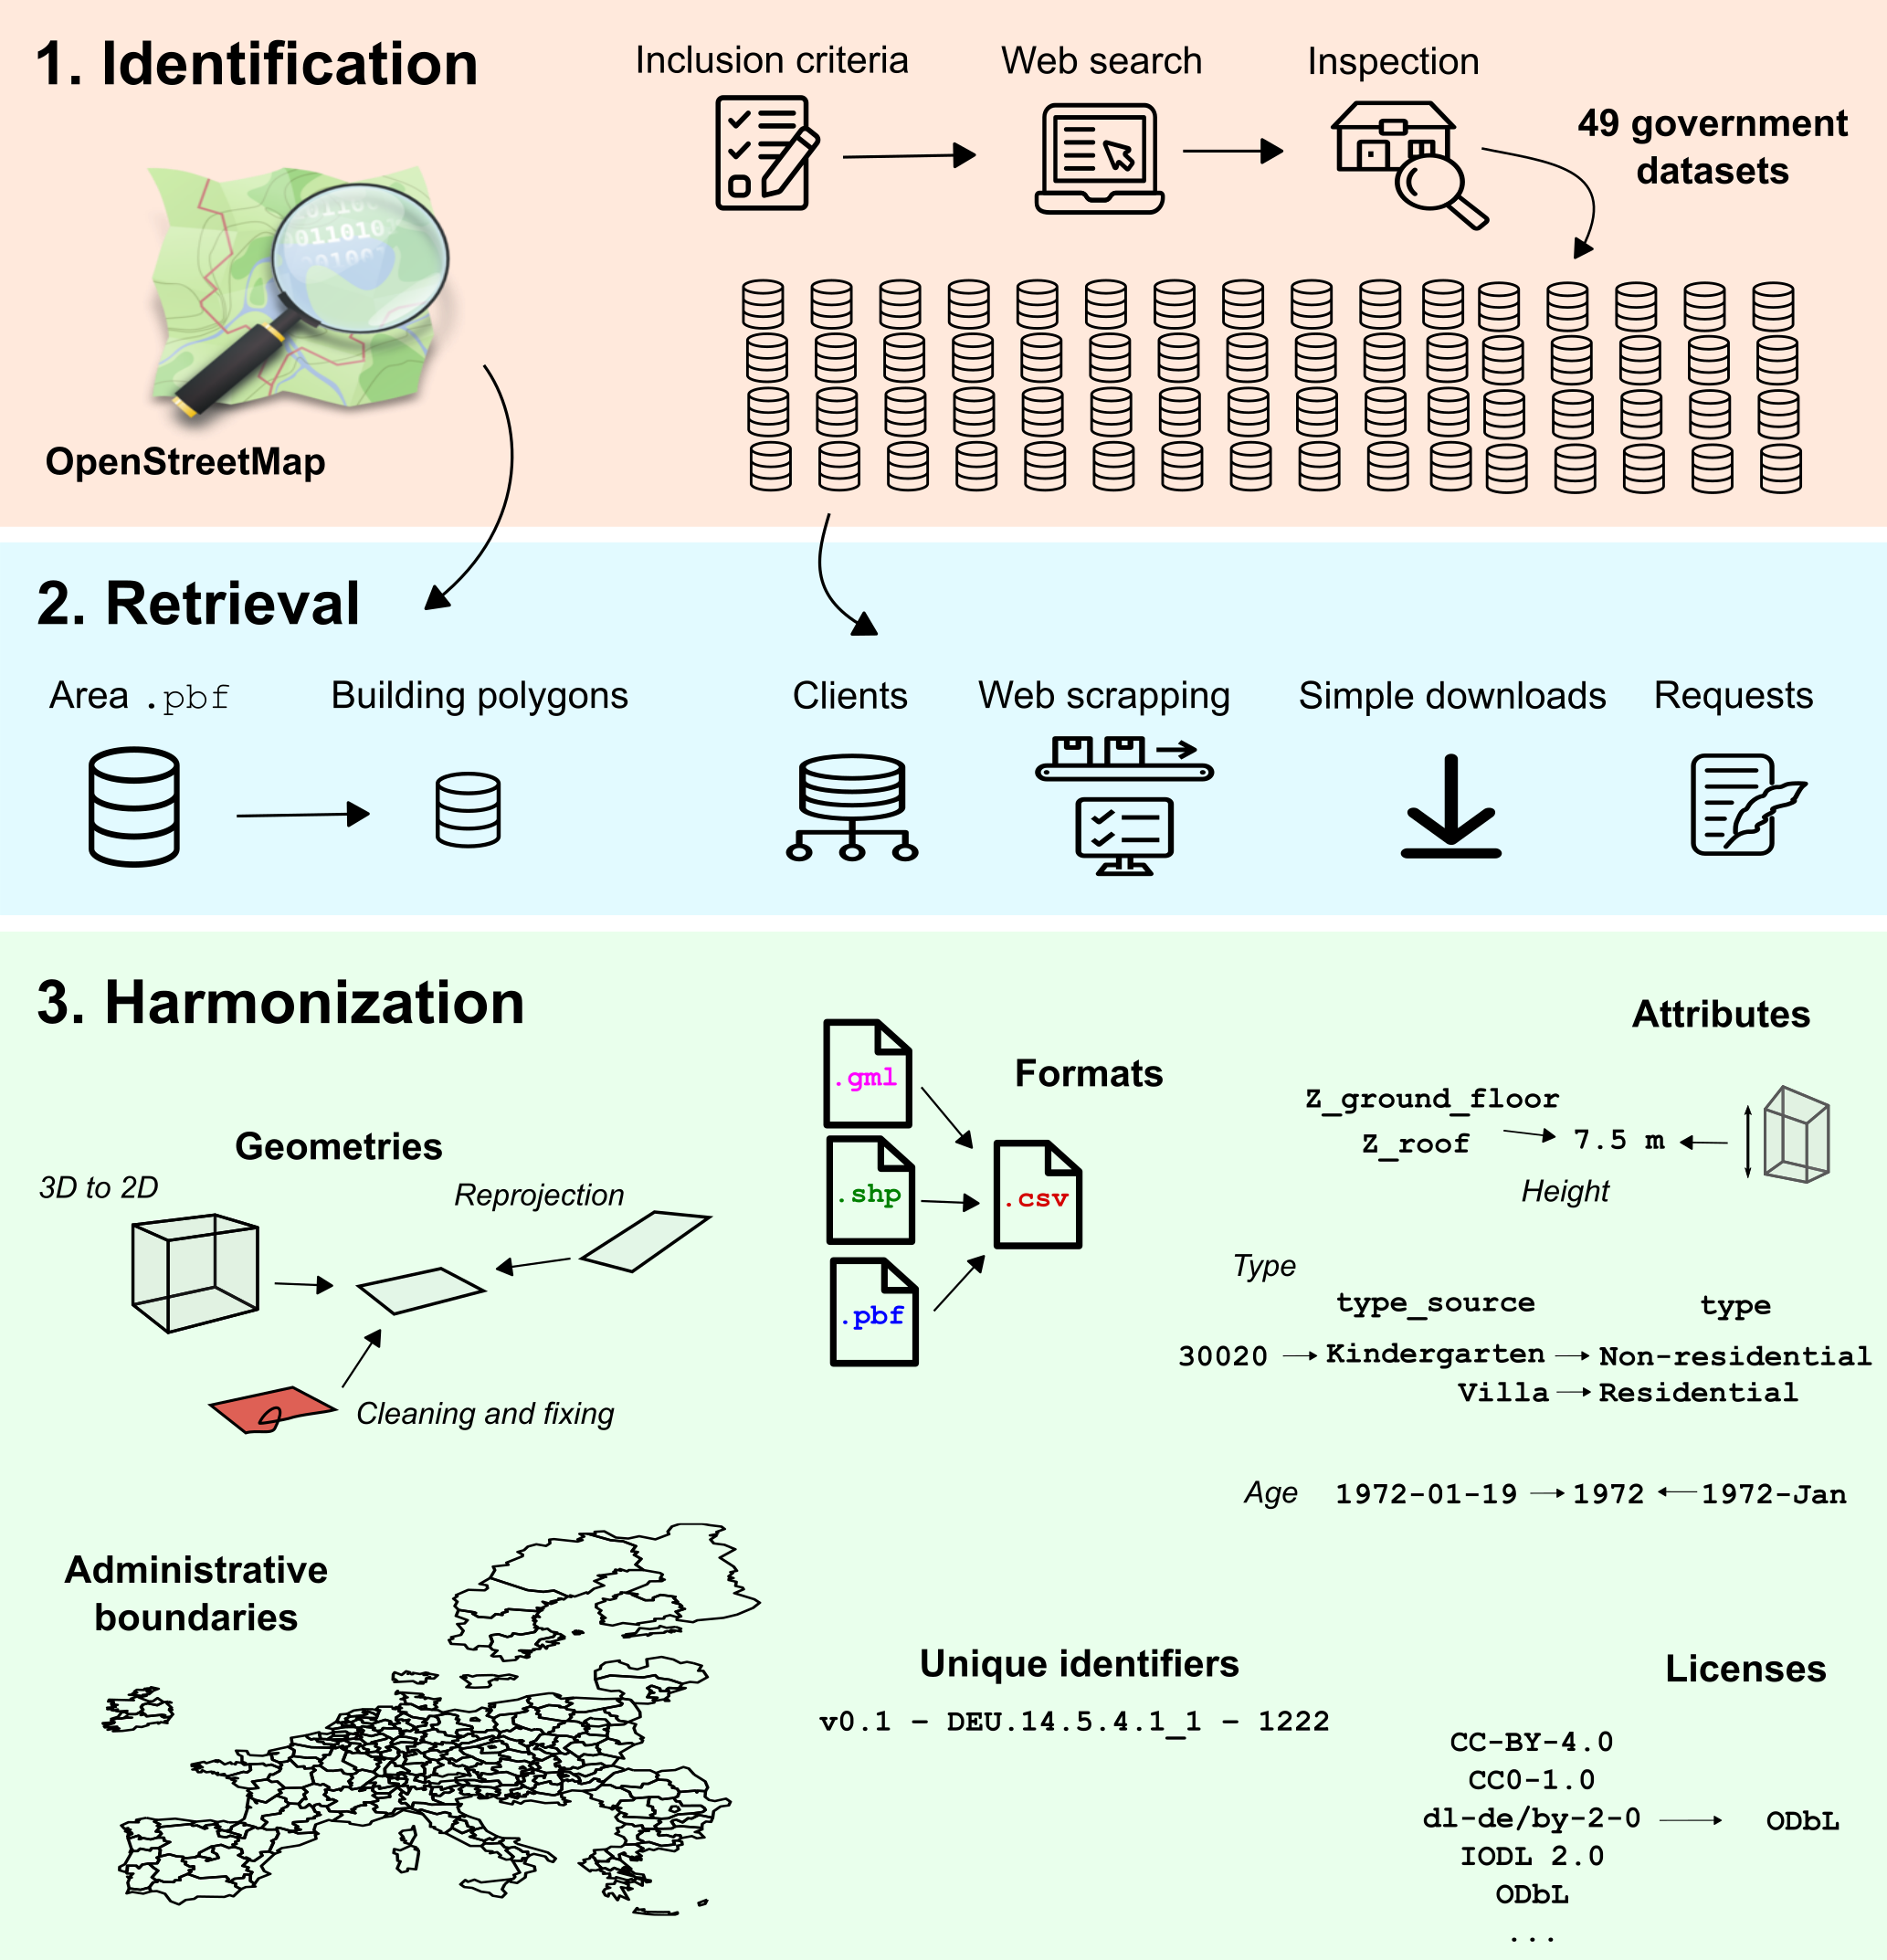 1. Identification
Inclusion criteria
Web search
Inspection
49 government
datasets
011010
OpenStreetMap
2. Retrieval
Area .pbf
Building polygons
Clients
Web scrapping
Simple downloads
Requests
3. Harmonization
Geometries
3D to 2D
Reprojection
Cleaning and fixing
Formats
.gml
.shp
.pbf
.csv
Attributes
Z_ground_floor
Z_roof
7.5 m
Height
Type
type_source
type
30020
Kindergarten
Non-residential
Villa
Residential
Age
1972-01-19
1972
1972-Jan
Administrative
boundaries
Unique identifiers
v0.1 – DEU.14.5.4.1_1 – 1222
Licenses
CC-BY-4.0
CC0-1.0
dl-de/by-2-0
IODL 2.0
ODbL
...
ODbL